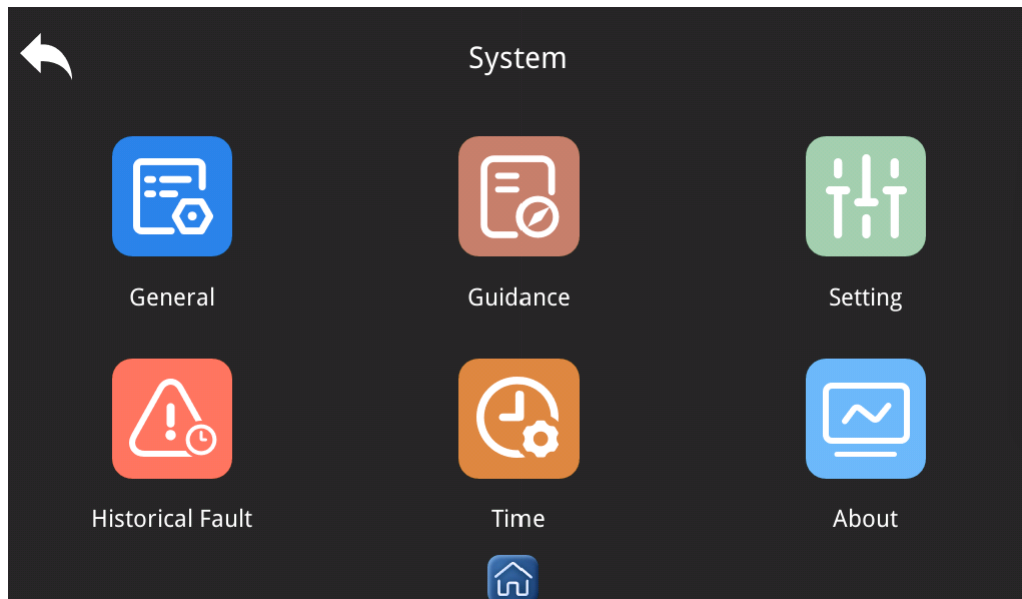 System
General
Guidance
Setting
Historical Fault
Time
About